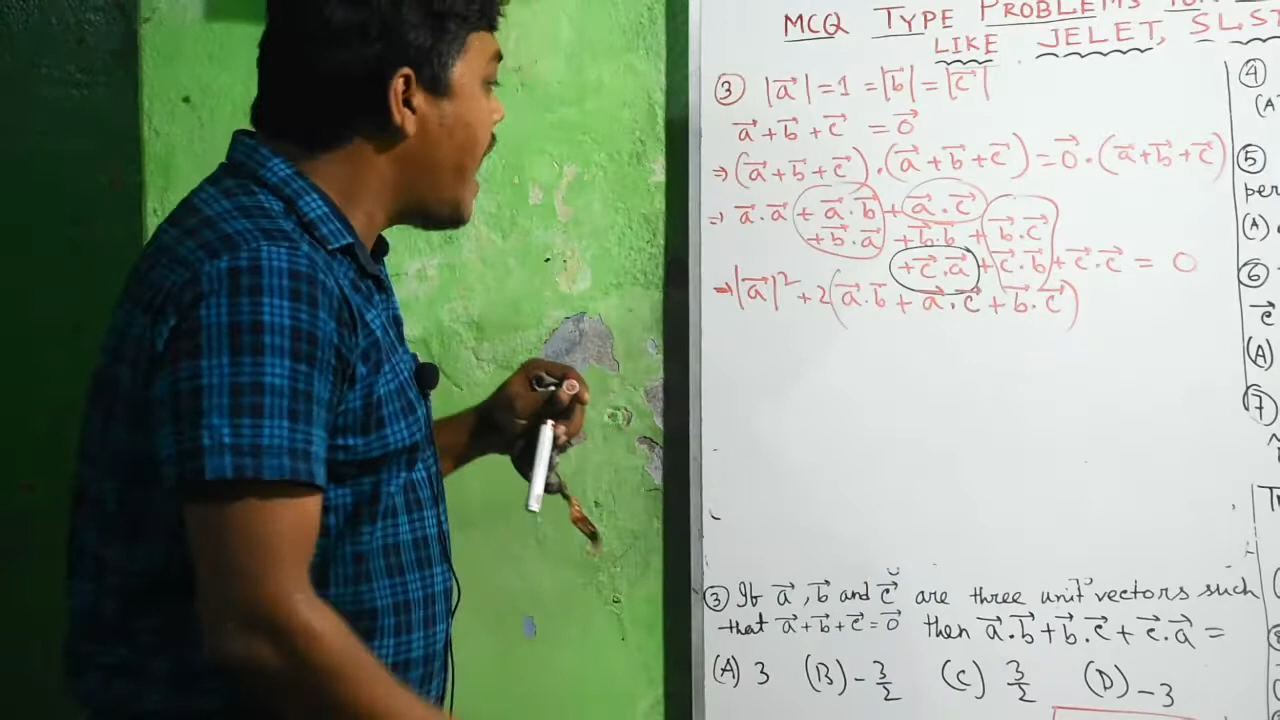 MCQ TYPE PROBLEMS
LIKE JELET, SLST
③ |a⃗| = 1 = |b⃗| = |c⃗|
a⃗ + b⃗ + c⃗ = 0⃗
⇒ (a⃗ + b⃗ + c⃗) · (a⃗ + b⃗ + c⃗) = 0⃗ · (a⃗ + b⃗ + c⃗)
⇒ a⃗ · a⃗ + a⃗ · b⃗ + a⃗ · c⃗
+ b⃗ · a⃗ + b⃗ · b⃗ + b⃗ · c⃗
+ c⃗ · a⃗ + c⃗ · b⃗ + c⃗ · c⃗ = 0
⇒ |a⃗|² + 2(a⃗ · b⃗ + a⃗ · c⃗ + b⃗ · c⃗)
③ If a⃗, b⃗ and c⃗ are three unit vectors such
that a⃗ + b⃗ + c⃗ = 0⃗ then a⃗ · b⃗ + b⃗ · c⃗ + c⃗ · a⃗ =
(A) 3 (B) -3/2 (C) 3/2 (D) -3
④
(A
⑤
per
(A)
⑥
c⃗
(A)
⑦